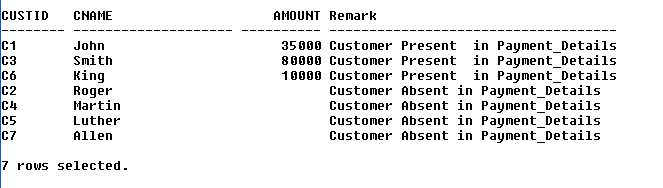 CUSTID   CNAME                    AMOUNT Remark
-------- -------------------- ---------- ------------------------------------
C1       John                      35000 Customer Present  in Payment_Details
C3       Smith                     80000 Customer Present  in Payment_Details
C6       King                      10000 Customer Present  in Payment_Details
C2       Roger                           Customer Absent in Payment_Details
C4       Martin                          Customer Absent in Payment_Details
C5       Luther                          Customer Absent in Payment_Details
C7       Allen                           Customer Absent in Payment_Details
7 rows selected.